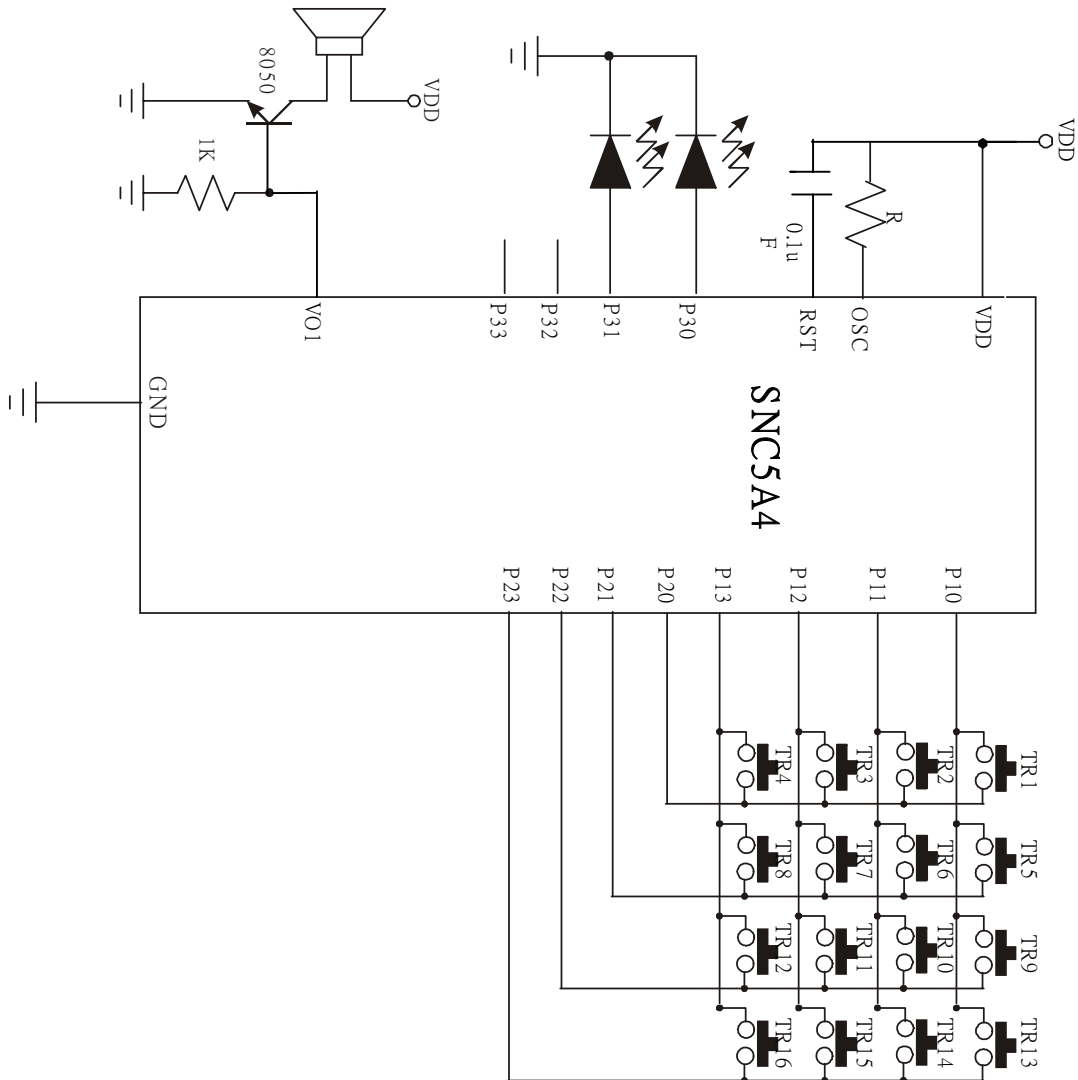 8050
VDD
1K
VDD
R
0.1u
F
VO1
P33
P32
P31
P30
RST
OSC
VDD
GND
SNC5A4
P23
P22
P21
P20
P13
P12
P11
P10
TR4
TR3
TR2
TR1
TR8
TR7
TR6
TR5
TR12
TR11
TR10
TR9
TR16
TR15
TR14
TR13